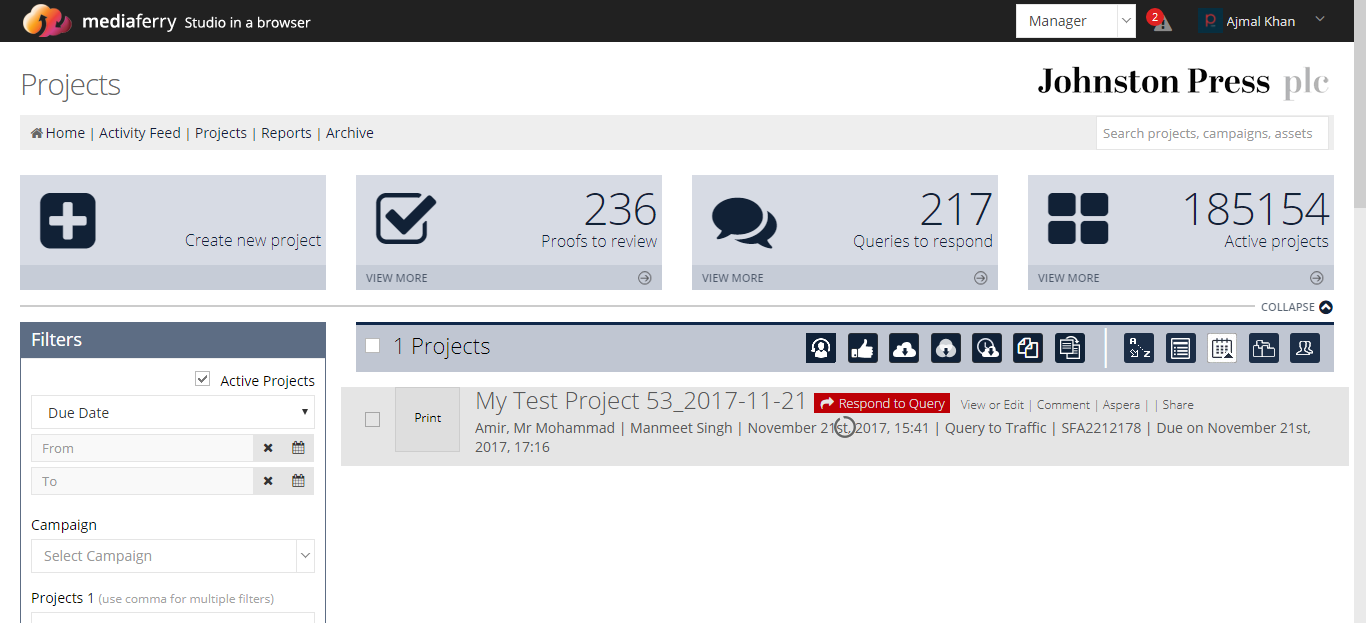 mediaferry Studio in a browser
Manager
2
Ajmal Khan
Projects
Johnston Press plc
Home | Activity Feed | Projects | Reports | Archive
Search projects, campaigns, assets
Create new project
236
Proofs to review
VIEW MORE
217
Queries to respond
VIEW MORE
185154
Active projects
VIEW MORE
COLLAPSE
Filters
Active Projects
Due Date
From
To
Campaign
Select Campaign
Projects 1 (use comma for multiple filters)
1 Projects
A
Z
Print
My Test Project 53_2017-11-21 Respond to Query View or Edit | Comment | Aspera | | Share
Amir, Mr Mohammad | Manmeet Singh | November 21st, 2017, 15:41 | Query to Traffic | SFA2212178 | Due on November 21st,
2017, 17:16